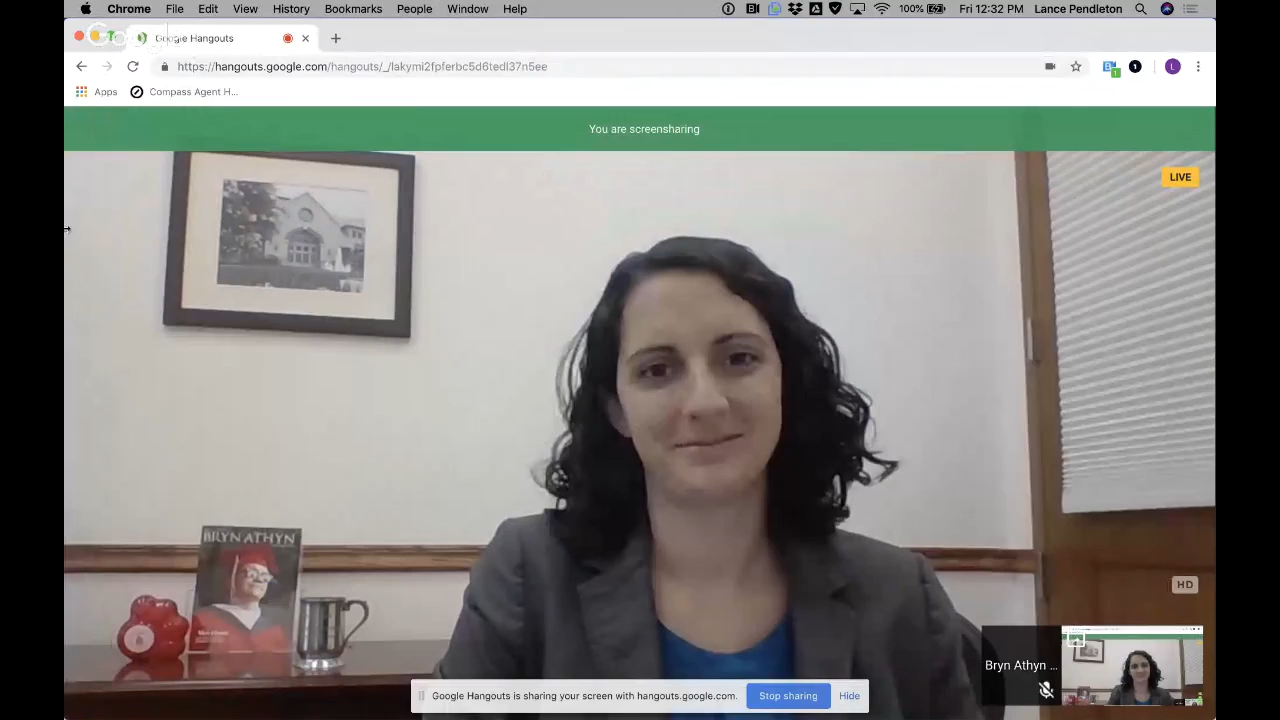 Chrome File Edit View History Bookmarks People Window Help 100% Fri 12:32 PM Lance Pendleton
Google Hangouts
https://hangouts.google.com/hangouts/_/lakymi2fpferbc5d6tedl37n5ee
L
Apps Compass Agent H...
You are screensharing
LIVE
BRYN ATHYN
HD
Bryn Athyn ...
Google Hangouts is sharing your screen with hangouts.google.com. Stop sharing Hide